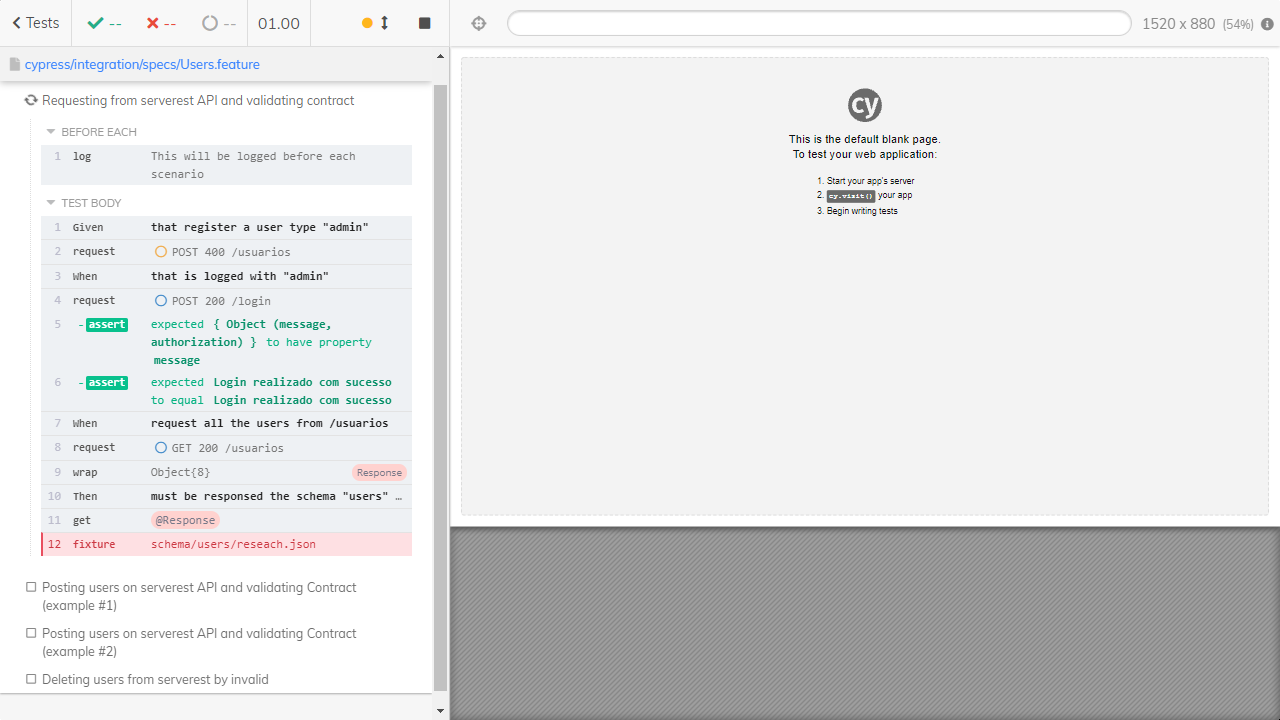 Tests
--
--
--
01.00
1520 x 880 (54%)
cypress/integration/specs/Users.feature
Requesting from serverest API and validating contract
BEFORE EACH
1 log This will be logged before each
scenario
TEST BODY
1 Given that register a user type "admin"
2 request POST 400 /usuarios
3 When that is logged with "admin"
4 request POST 200 /login
5 -assert expected { Object (message,
authorization) } to have property
message
6 -assert expected Login realizado com sucesso
to equal Login realizado com sucesso
7 When request all the users from /usuarios
8 request GET 200 /usuarios
9 wrap Object{8} Response
10 Then must be responsed the schema "users" …
11 get @Response
12 fixture schema/users/reseach.json
Posting users on serverest API and validating Contract
(example #1)
Posting users on serverest API and validating Contract
(example #2)
Deleting users from serverest by invalid
cy
This is the default blank page.
To test your web application:
1. Start your app's server
2. cy.visit() your app
3. Begin writing tests